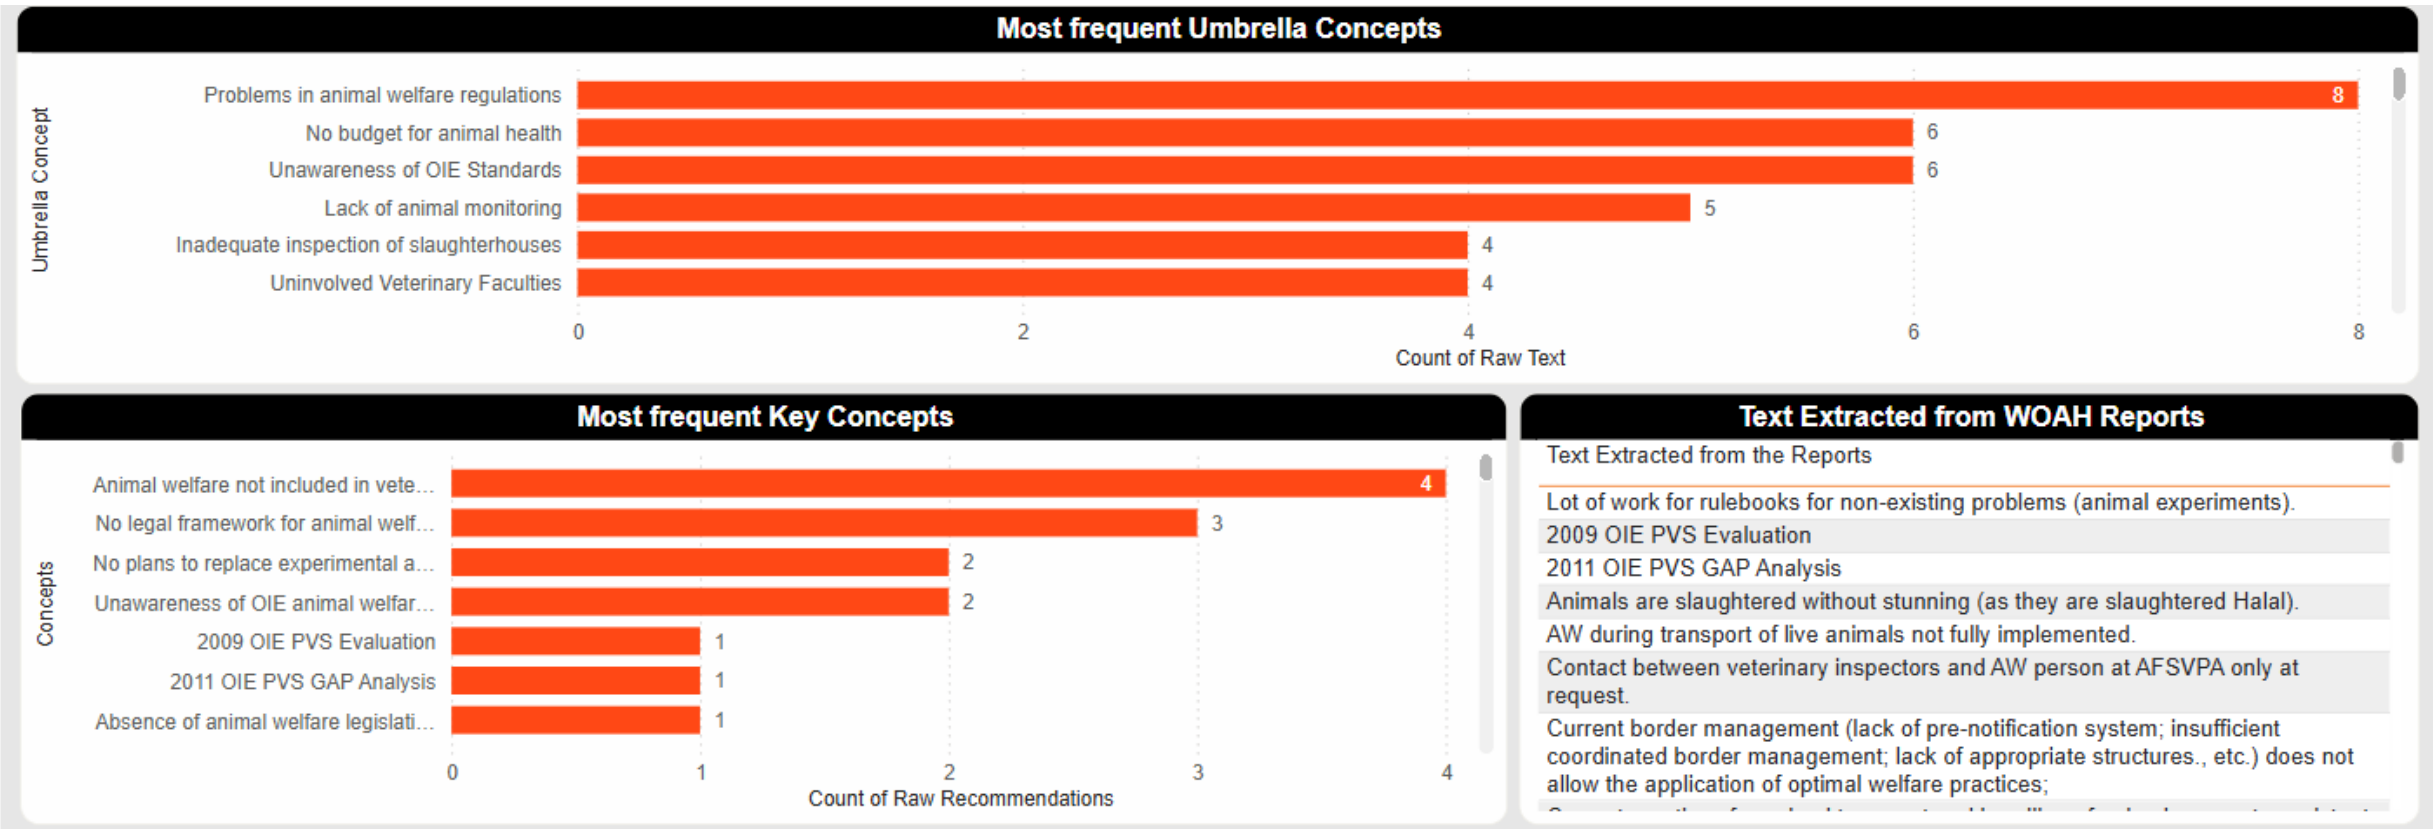 Most frequent Umbrella Concepts
Umbrella Concept
Problems in animal welfare regulations 8
No budget for animal health 6
Unawareness of OIE Standards 6
Lack of animal monitoring 5
Inadequate inspection of slaughterhouses 4
Uninvolved Veterinary Faculties 4
0 2 4 6 8
Count of Raw Text
Most frequent Key Concepts
Concepts
Animal welfare not included in vete... 4
No legal framework for animal welf... 3
No plans to replace experimental a... 2
Unawareness of OIE animal welfar... 2
2009 OIE PVS Evaluation 1
2011 OIE PVS GAP Analysis 1
Absence of animal welfare legislati... 1
0 1 2 3 4
Count of Raw Recommendations
Text Extracted from WOAH Reports
Text Extracted from the Reports
Lot of work for rulebooks for non-existing problems (animal experiments).
2009 OIE PVS Evaluation
2011 OIE PVS GAP Analysis
Animals are slaughtered without stunning (as they are slaughtered Halal).
AW during transport of live animals not fully implemented.
Contact between veterinary inspectors and AW person at AFSVPA only at
request.
Current border management (lack of pre-notification system; insufficient
coordinated border management; lack of appropriate structures., etc.) does not
allow the application of optimal welfare practices;